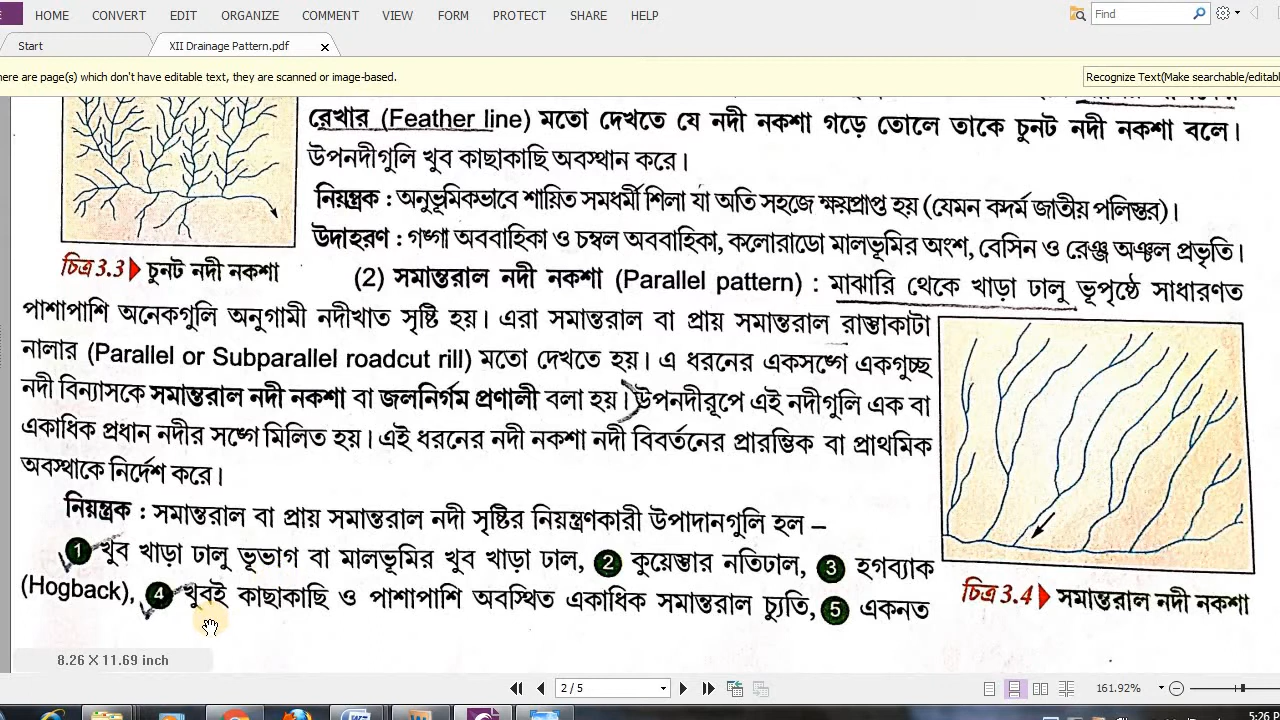 HOME CONVERT EDIT ORGANIZE COMMENT VIEW FORM PROTECT SHARE HELP Find
Start XII Drainage Pattern.pdf
here are page(s) which don't have editable text, they are scanned or image-based. Recognize Text(Make searchable/editabl
রেখার (Feather line) মতো দেখতে যে নদী নকশা গড়ে তোলে তাকে চুনট নদী নকশা বলে।
উপনদীগুলি খুব কাছাকাছি অবস্থান করে।
নিয়ন্ত্রক : অনুভূমিকভাবে শায়িত সমধর্মী শিলা যা অতি সহজে ক্ষয়প্রাপ্ত হয় (যেমন কর্দম জাতীয় পলিস্তর)।
উদাহরণ : গঙ্গা অববাহিকা ও চম্বল অববাহিকা, কলোরাডো মালভূমির অংশ, বেসিন ও রেঞ্জ অঞ্চল প্রভৃতি।
চিত্র 3.3 চুনট নদী নকশা
(2) সমান্তরাল নদী নকশা (Parallel pattern) : মাঝারি থেকে খাড়া ঢালু ভূপৃষ্ঠে সাধারণত
পাশাপাশি অনেকগুলি অনুগামী নদীখাত সৃষ্টি হয়। এরা সমান্তরাল বা প্রায় সমান্তরাল রাস্তাকাটা
নালার (Parallel or Subparallel roadcut rill) মতো দেখতে হয়। এ ধরনের একসঙ্গে একগুচ্ছ
নদী বিন্যাসকে সমান্তরাল নদী নকশা বা জলনির্গম প্রণালী বলা হয়। উপনদীরূপে এই নদীগুলি এক বা
একাধিক প্রধান নদীর সঙ্গে মিলিত হয়। এই ধরনের নদী নকশা নদী বিবর্তনের প্রারম্ভিক বা প্রাথমিক
অবস্থাকে নির্দেশ করে।
নিয়ন্ত্রক : সমান্তরাল বা প্রায় সমান্তরাল নদী সৃষ্টির নিয়ন্ত্রণকারী উপাদানগুলি হল –
1 খুব খাড়া ঢালু ভূভাগ বা মালভূমির খুব খাড়া ঢাল, 2 কুয়েস্তার নতিঢাল, 3 হগব্যাক
(Hogback), 4 খুবই কাছাকাছি ও পাশাপাশি অবস্থিত একাধিক সমান্তরাল চ্যুতি, 5 একনত
চিত্র 3.4 সমান্তরাল নদী নকশা
8.26 X 11.69 inch
2 / 5 161.92%
5:26 P